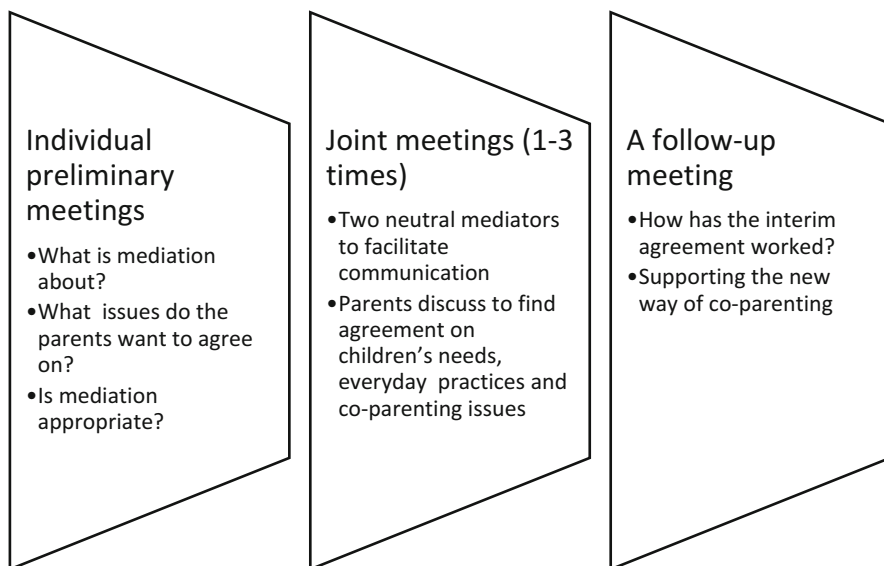 Individual
preliminary
meetings
•What is mediation
about?
•What issues do the
parents want to agree
on?
•Is mediation
appropriate?
Joint meetings (1-3
times)
•Two neutral mediators
to facilitate
communication
•Parents discuss to find
agreement on
children's needs,
everyday practices and
co-parenting issues
A follow-up
meeting
•How has the interim
agreement worked?
•Supporting the new
way of co-parenting